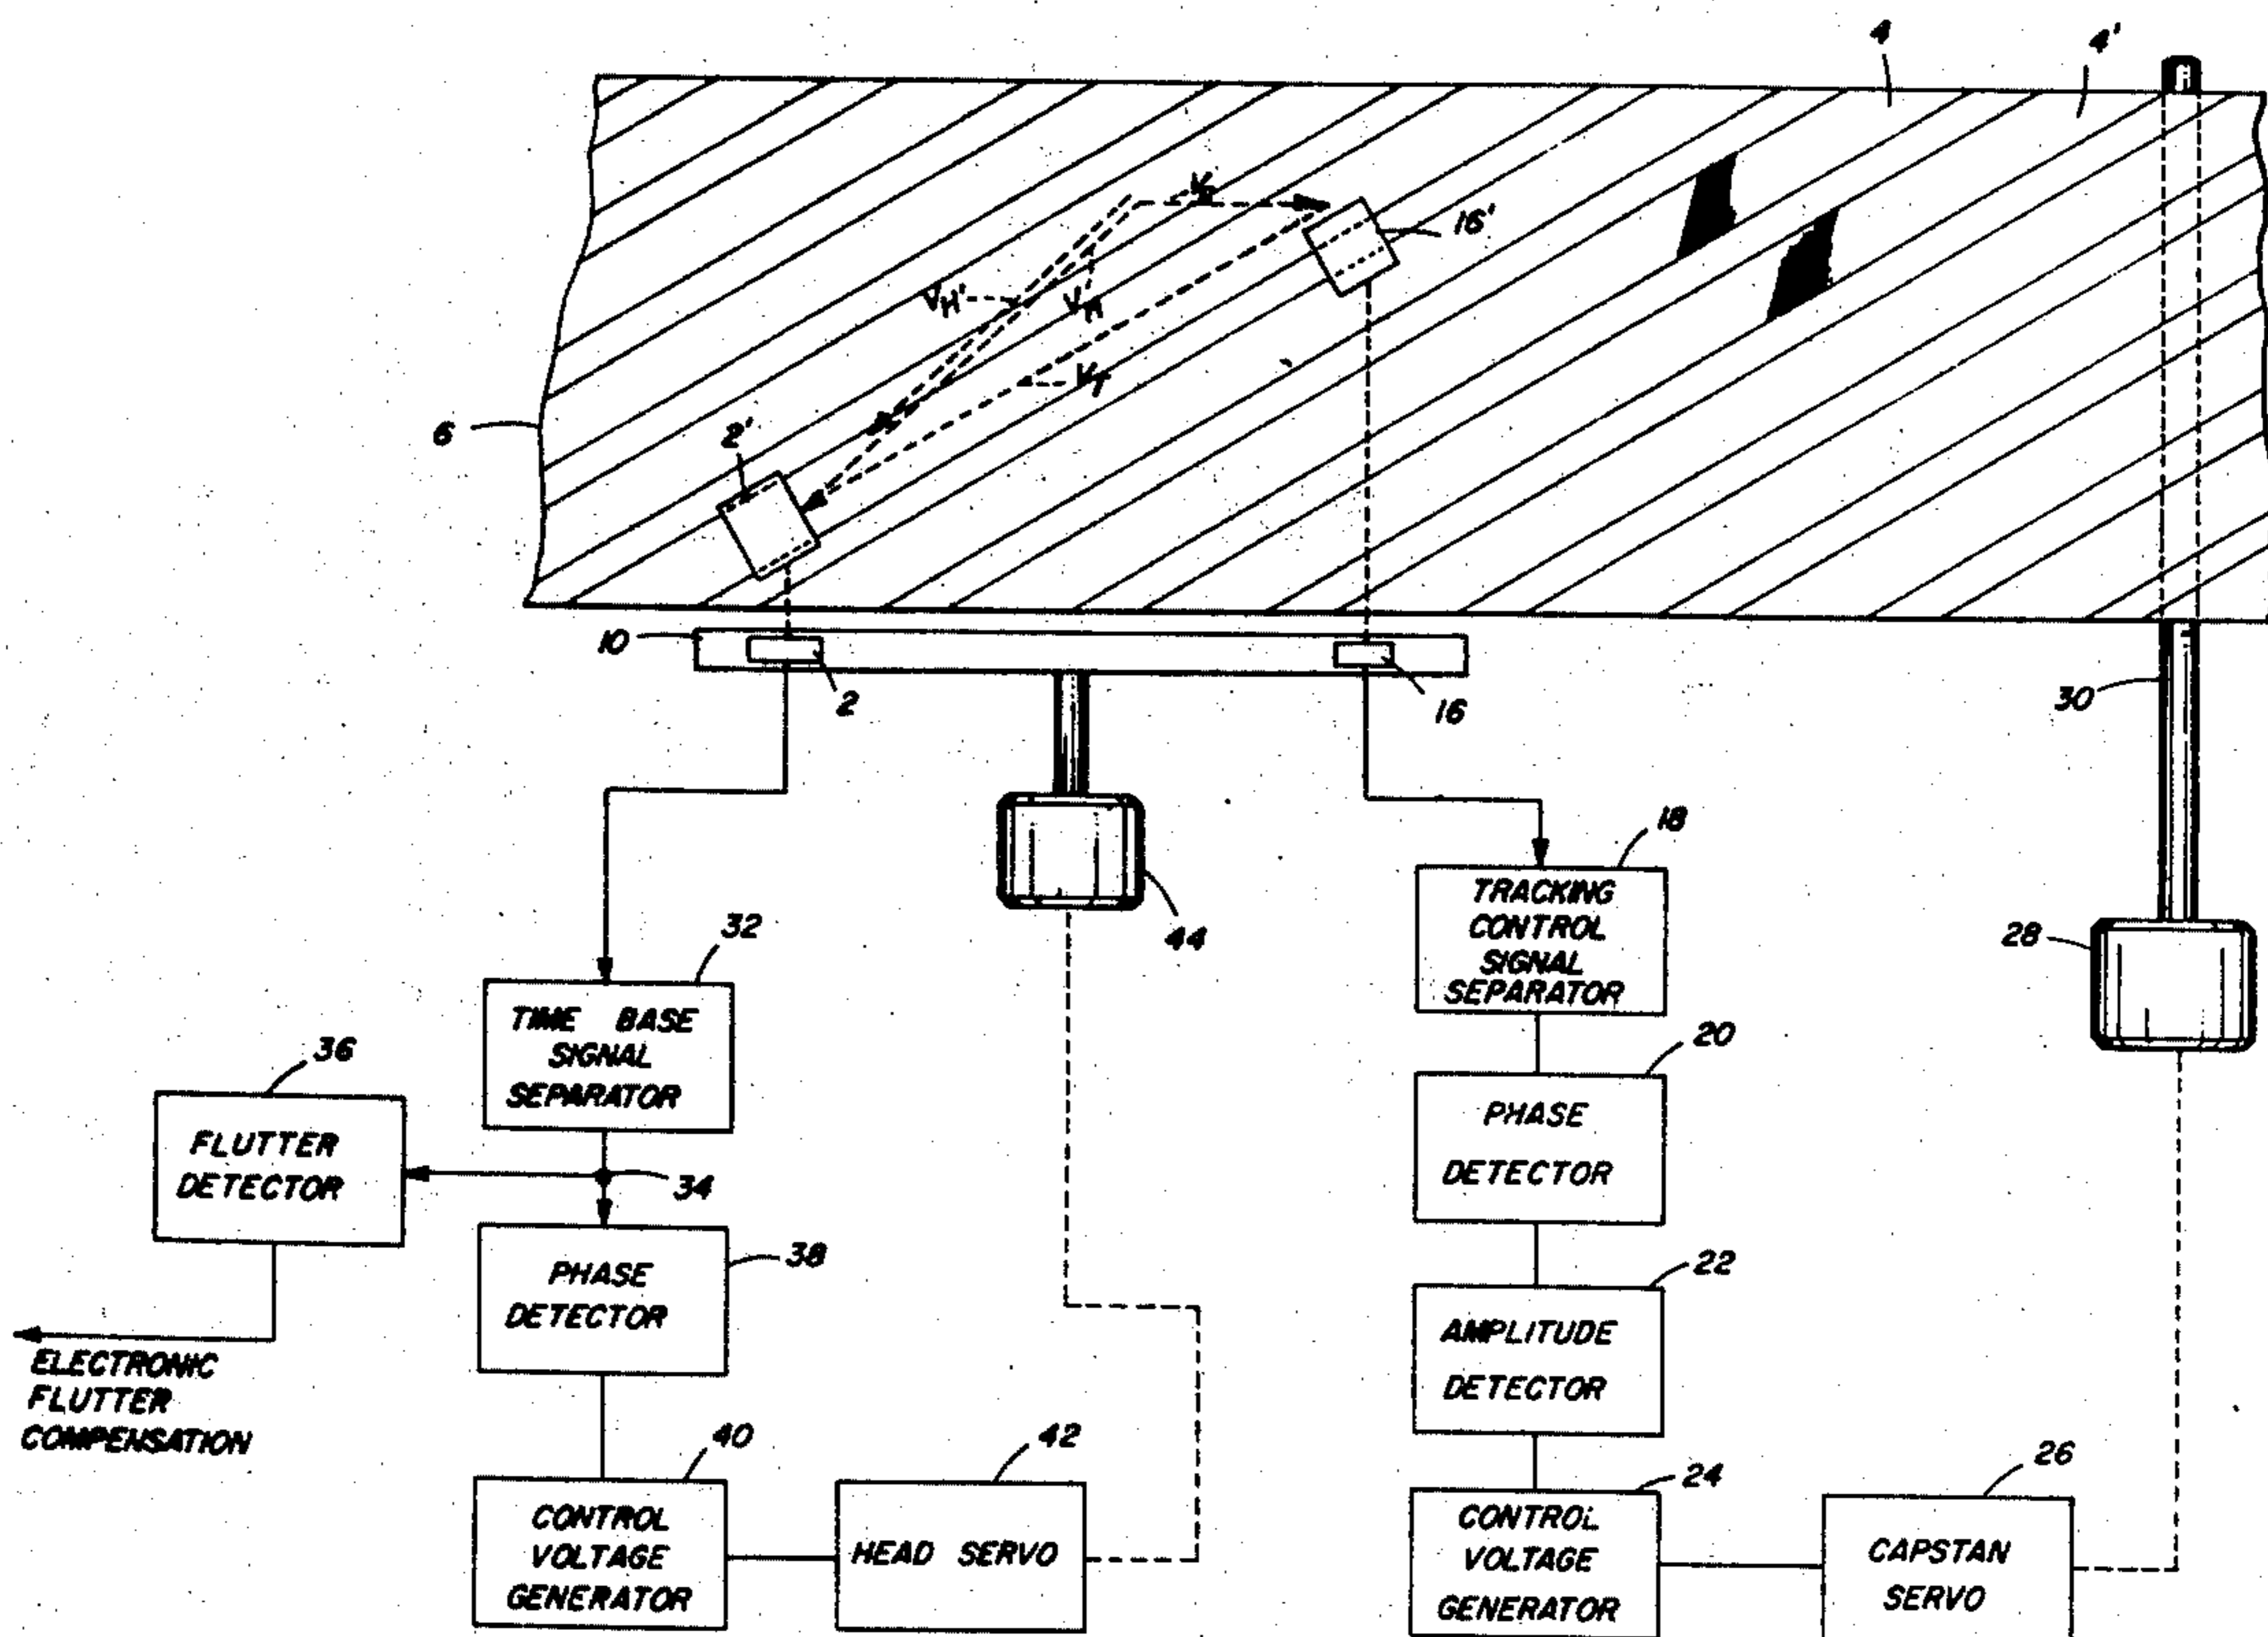 4
4'
V_H'
V_T
16'
6
2'
10
2
16
30
44
18
TRACKING
CONTROL
SIGNAL
SEPARATOR
28
32
TIME BASE
SIGNAL
SEPARATOR
20
PHASE
DETECTOR
36
FLUTTER
DETECTOR
34
38
PHASE
DETECTOR
22
AMPLITUDE
DETECTOR
ELECTRONIC
FLUTTER
COMPENSATION
40
CONTROL
VOLTAGE
GENERATOR
42
HEAD SERVO
24
CONTROL
VOLTAGE
GENERATOR
26
CAPSTAN
SERVO